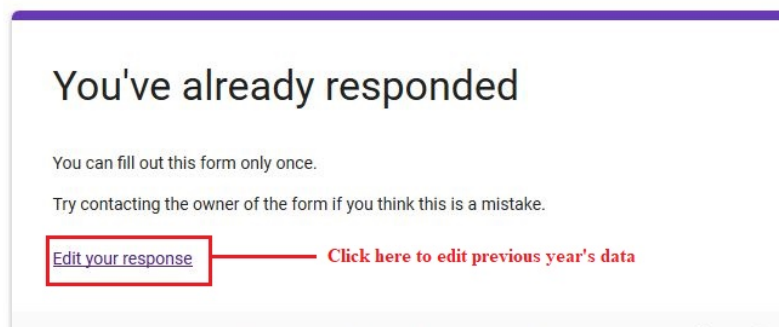 You've already responded
You can fill out this form only once.
Try contacting the owner of the form if you think this is a mistake.
Edit your response
Click here to edit previous year's data